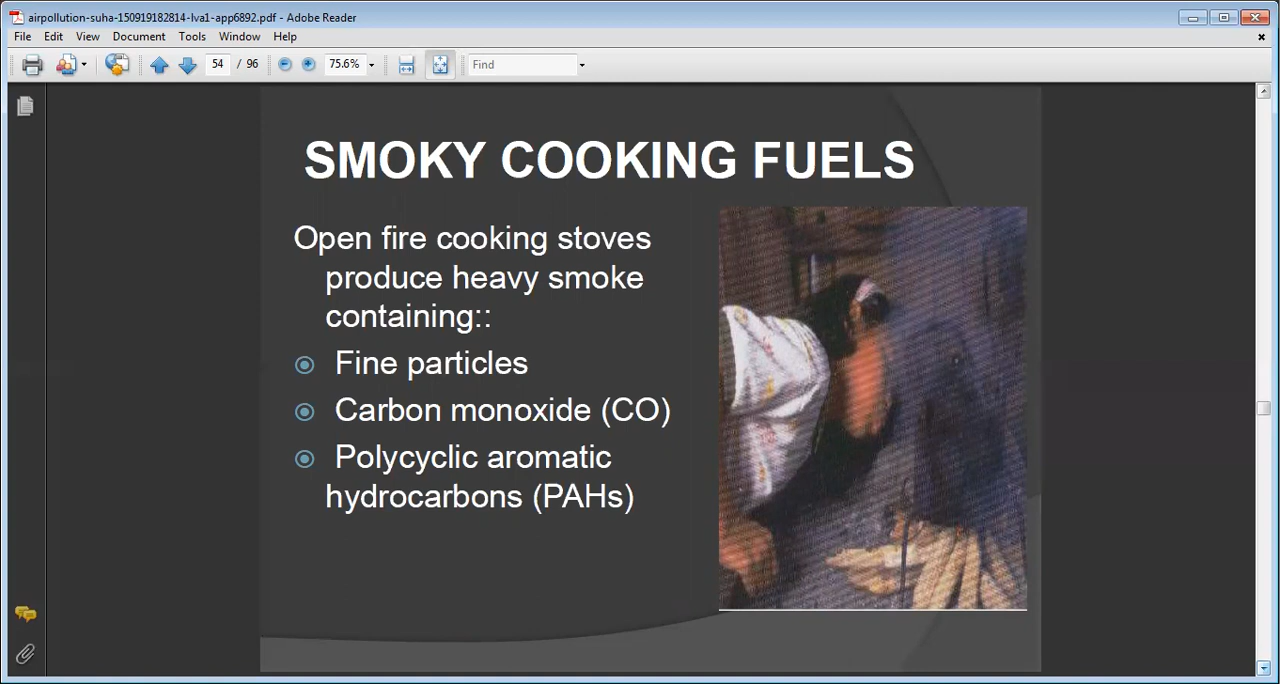 airpollution-suha-150919182814-lva1-app6892.pdf - Adobe Reader
File Edit View Document Tools Window Help
54 / 96 75.6% Find
SMOKY COOKING FUELS
Open fire cooking stoves
produce heavy smoke
containing::
Fine particles
Carbon monoxide (CO)
Polycyclic aromatic
hydrocarbons (PAHs)